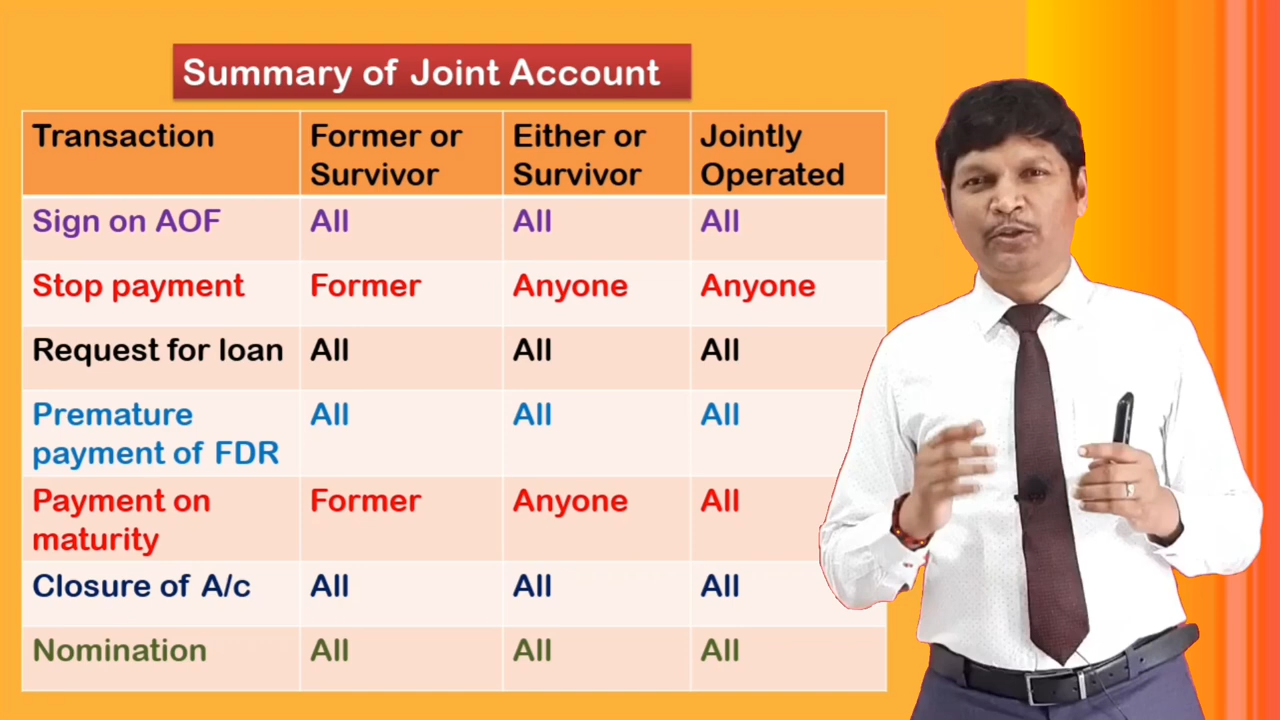 Summary of Joint Account
Transaction
Former or
Survivor
Either or
Survivor
Jointly
Operated
Sign on AOF
All
All
All
Stop payment
Former
Anyone
Anyone
Request for loan
All
All
All
Premature
payment of FDR
All
All
All
Payment on
maturity
Former
Anyone
All
Closure of A/c
All
All
All
Nomination
All
All
All